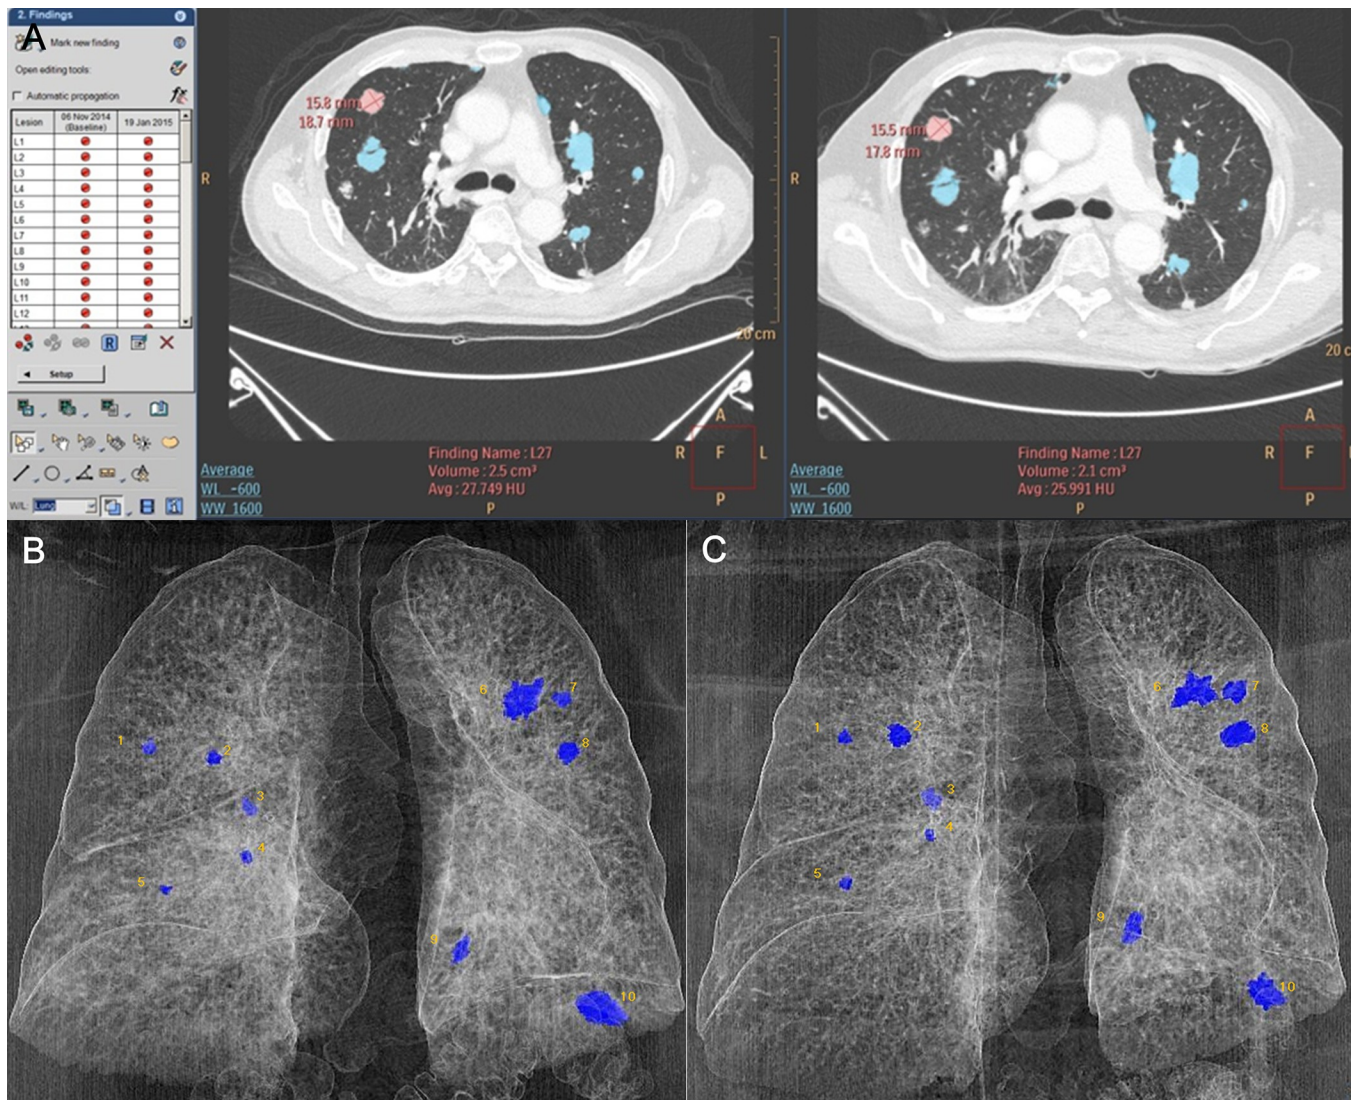 2. Findings
A
Mark new finding
Open editing tools:
Automatic propagation
Lesion 06 Nov 2014 (Baseline) 19 Jan 2015
L1
L2
L3
L4
L5
L6
L7
L8
L9
L10
L11
L12
R
Setup
W/L: Lung
15.8 mm
18.7 mm
R
20 cm
A
R F L
P
Finding Name : L27
Volume : 2.5 cm³
Avg : 27.749 HU
Average
WL -600
WW 1600
P
15.5 mm
17.8 mm
R
20 c
A
R F
P
Finding Name : L27
Volume : 2.1 cm³
Avg : 25.991 HU
Average
WL -600
WW 1600
P
B
1
2
3
4
5
6
7
8
9
10
C
1
2
3
4
5
6
7
8
9
10